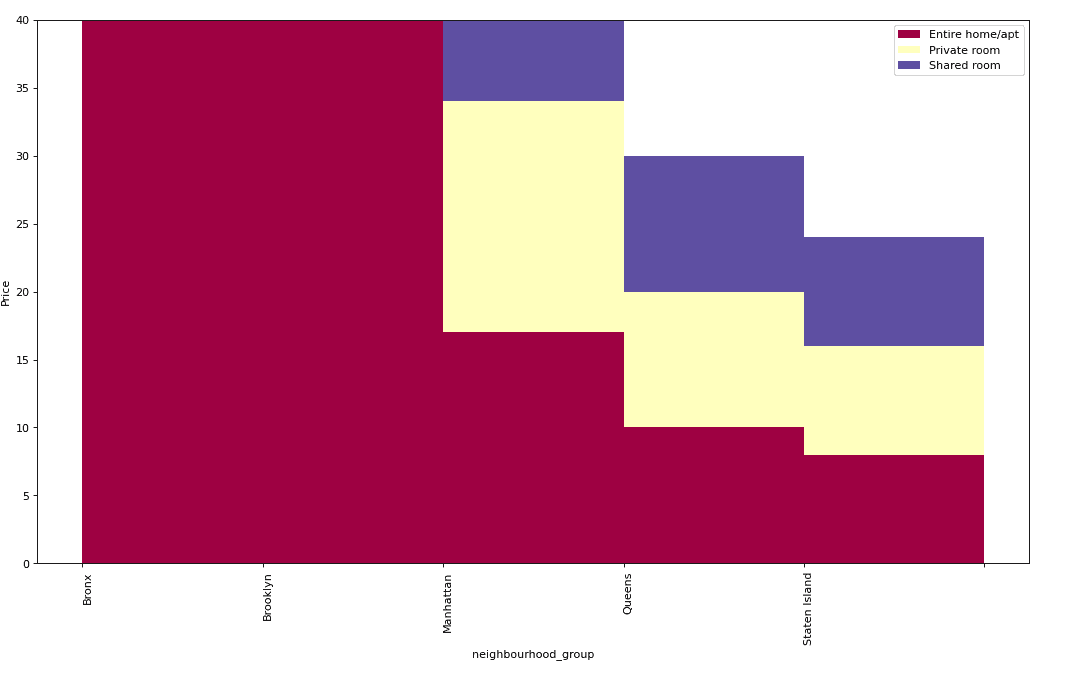 40
35
30
25
20
15
10
5
0
Price
Entire home/apt
Private room
Shared room
Bronx
Brooklyn
Manhattan
Queens
Staten Island
neighbourhood_group